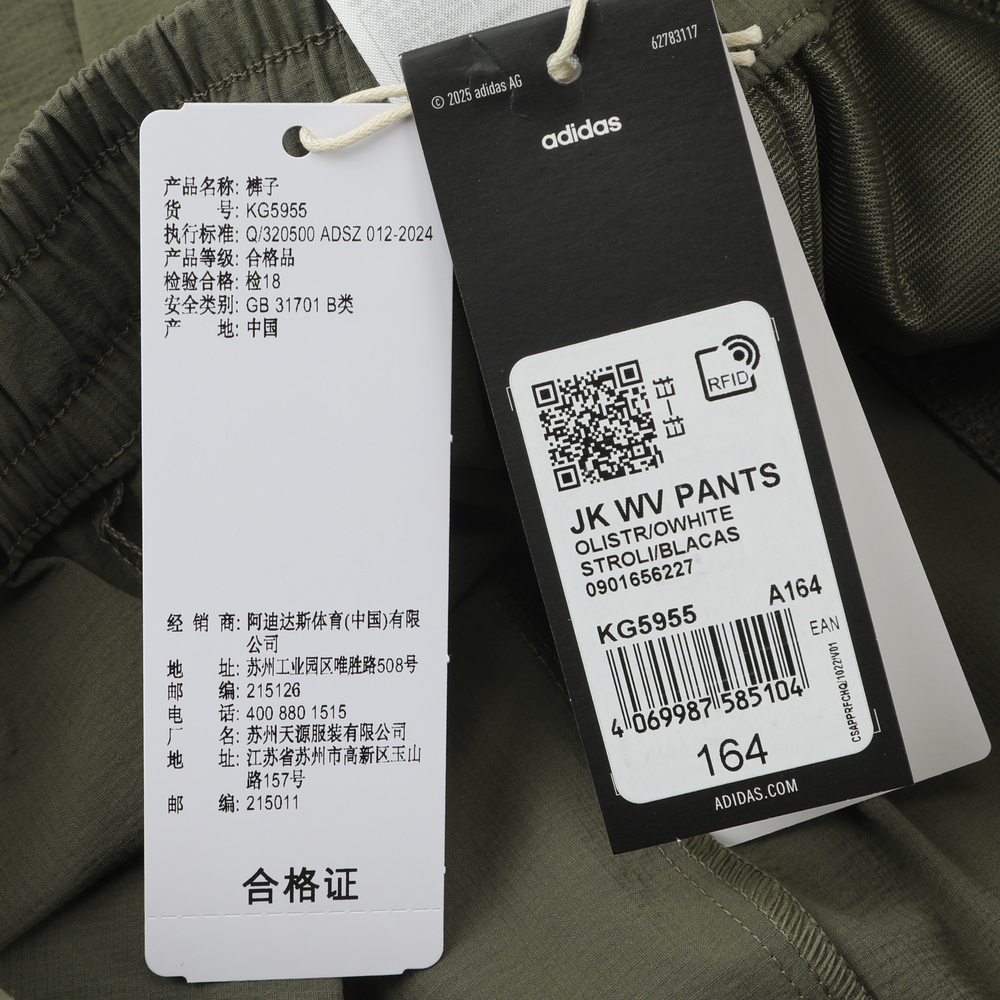 产品名称: 裤子
货 号: KG5955
执行标准: Q/320500 ADSZ 012-2024
产品等级: 合格品
检验合格: 检18
安全类别: GB 31701 B类
产 地: 中国
经 销 商: 阿迪达斯体育(中国)有限
公司
地 址: 苏州工业园区唯胜路508号
邮 编: 215126
电 话: 400 880 1515
厂 名: 苏州天源服装有限公司
地 址: 江苏省苏州市高新区玉山
路157号
邮 编: 215011
合格证
© 2025 adidas AG
62783117
adidas
RFID
JK WV PANTS
OLISTR/OWHITE
STROLI/BLACAS
0901656227
A164
KG5955
EAN
4 069987 585104
CSAPPRFCHQ/1022/V01
164
ADIDAS.COM